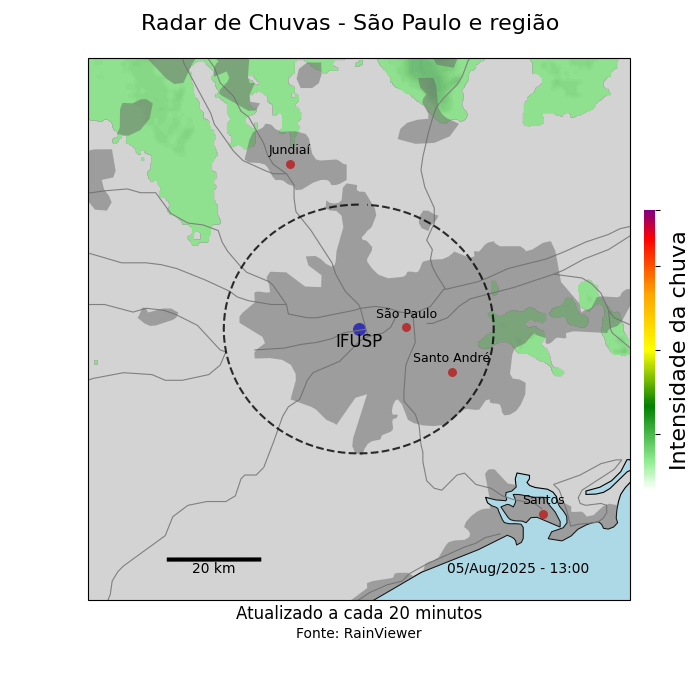 Radar de Chuvas - São Paulo e região
Jundiaí
São Paulo
IFUSP
Santo André
Santos
20 km
05/Aug/2025 - 13:00
Intensidade da chuva
Atualizado a cada 20 minutos
Fonte: RainViewer